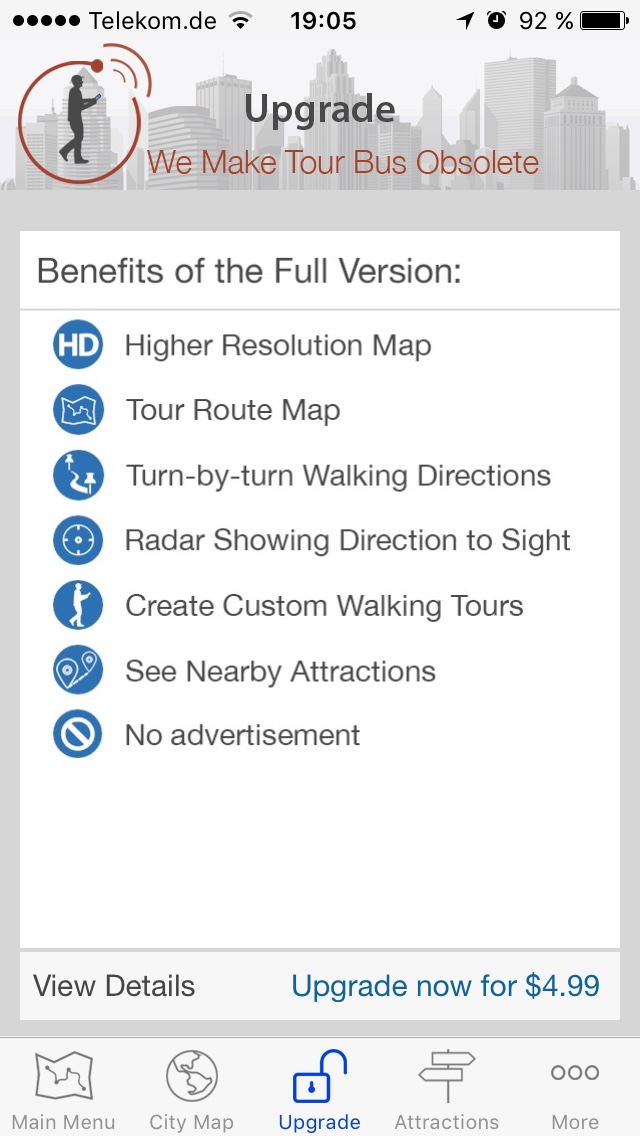 Telekom.de 19:05 92 %
Upgrade
We Make Tour Bus Obsolete
Benefits of the Full Version:
HD Higher Resolution Map
Tour Route Map
Turn-by-turn Walking Directions
Radar Showing Direction to Sight
Create Custom Walking Tours
See Nearby Attractions
No advertisement
View Details Upgrade now for $4.99
Main Menu City Map Upgrade Attractions More